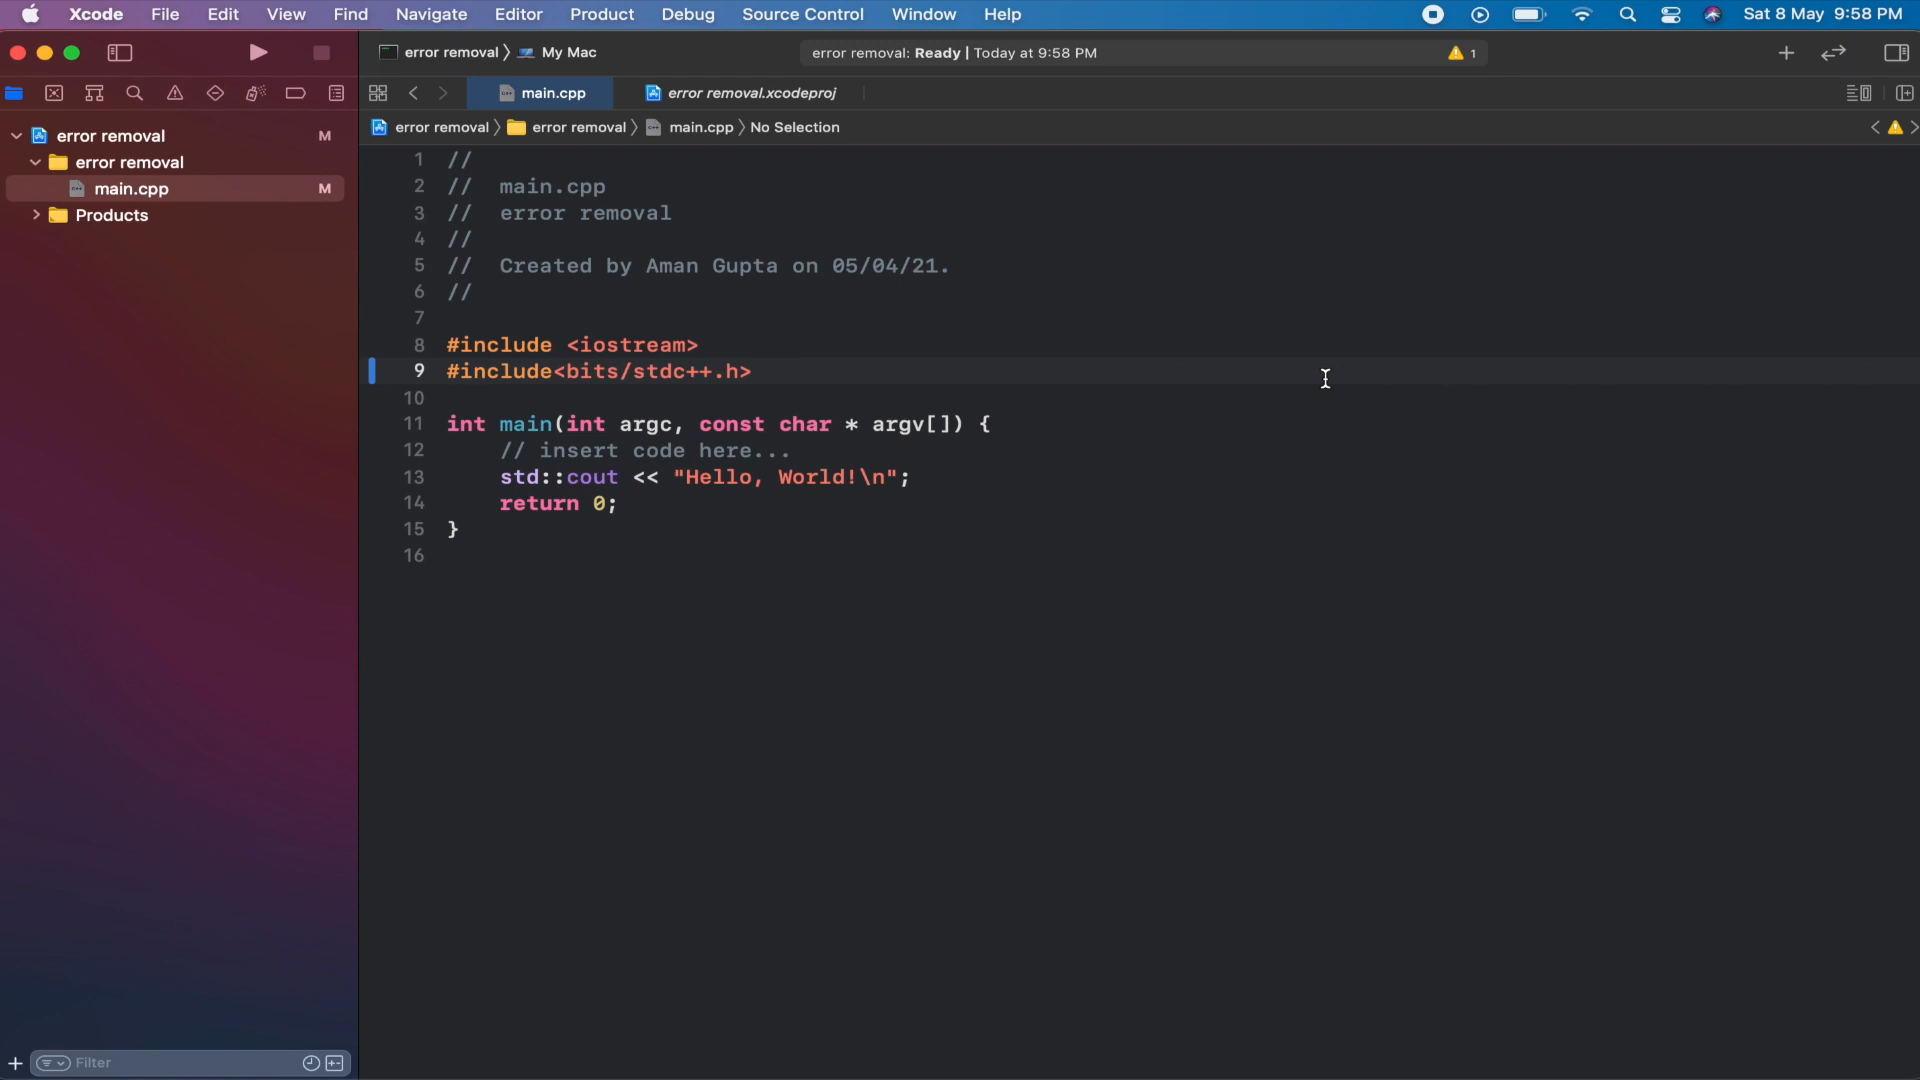 Xcode File Edit View Find Navigate Editor Product Debug Source Control Window Help Sat 8 May 9:58 PM
error removal My Mac
error removal: Ready | Today at 9:58 PM 1
main.cpp error removal.xcodeproj
error removal error removal main.cpp No Selection
error removal M
error removal
main.cpp M
Products
1 //
2 // main.cpp
3 // error removal
4 //
5 // Created by Aman Gupta on 05/04/21.
6 //
7
8 #include <iostream>
9 #include<bits/stdc++.h>
10
11 int main(int argc, const char * argv[]) {
12 // insert code here...
13 std::cout << "Hello, World!\n";
14 return 0;
15 }
16
Filter